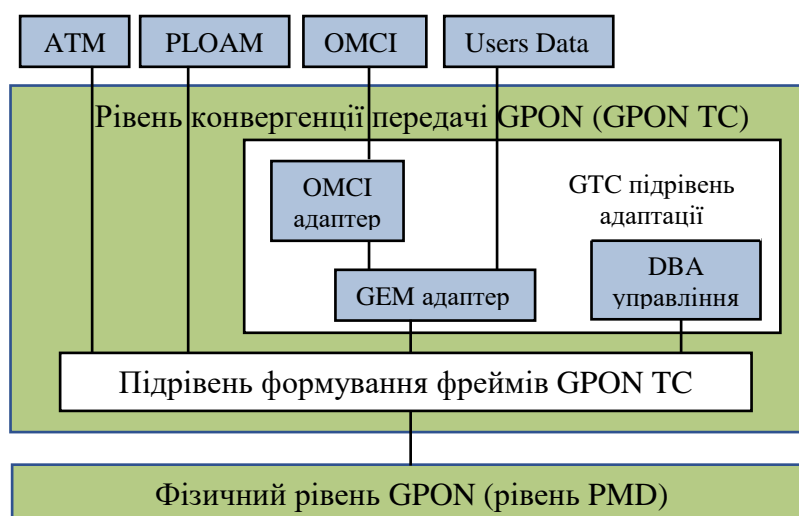 ATM PLOAM OMCI Users Data
Рівень конвергенції передачі GPON (GPON TC)
OMCI
адаптер
GTC підрівень
адаптації
GEM адаптер
DBA
управління
Підрівень формування фреймів GPON TC
Фізичний рівень GPON (рівень PMD)